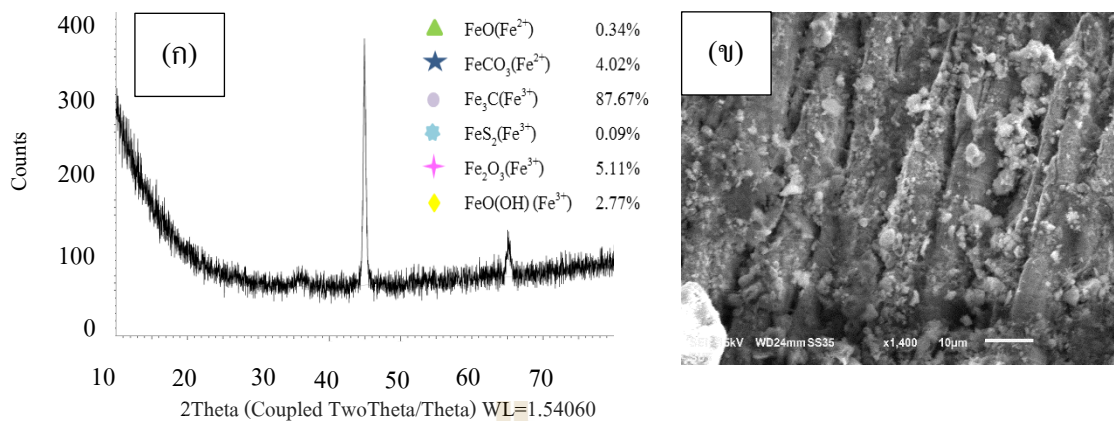 (ก)
400
300
200
100
0
Counts
10 20 30 40 50 60 70
2Theta (Coupled TwoTheta/Theta) WL=1.54060
FeO(Fe²⁺) 0.34%
FeCO₃(Fe²⁺) 4.02%
Fe₃C(Fe³⁺) 87.67%
FeS₂(Fe³⁺) 0.09%
Fe₂O₃(Fe³⁺) 5.11%
FeO(OH) (Fe³⁺) 2.77%
(ข)
WD24mm SS35 x1,400 10µm